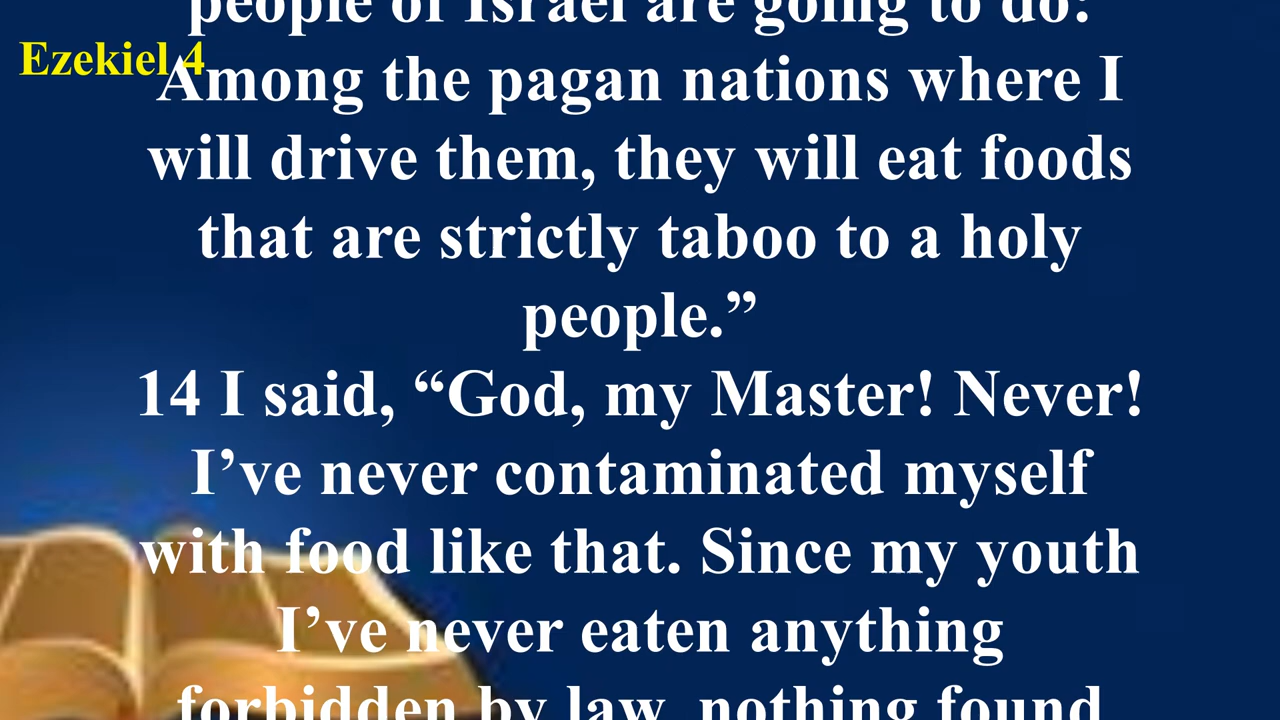 people of Israel are going to do:
Ezekiel 4
Among the pagan nations where I
will drive them, they will eat foods
that are strictly taboo to a holy
people.”
14 I said, “God, my Master! Never!
I’ve never contaminated myself
with food like that. Since my youth
I’ve never eaten anything
forbidden by law, nothing found